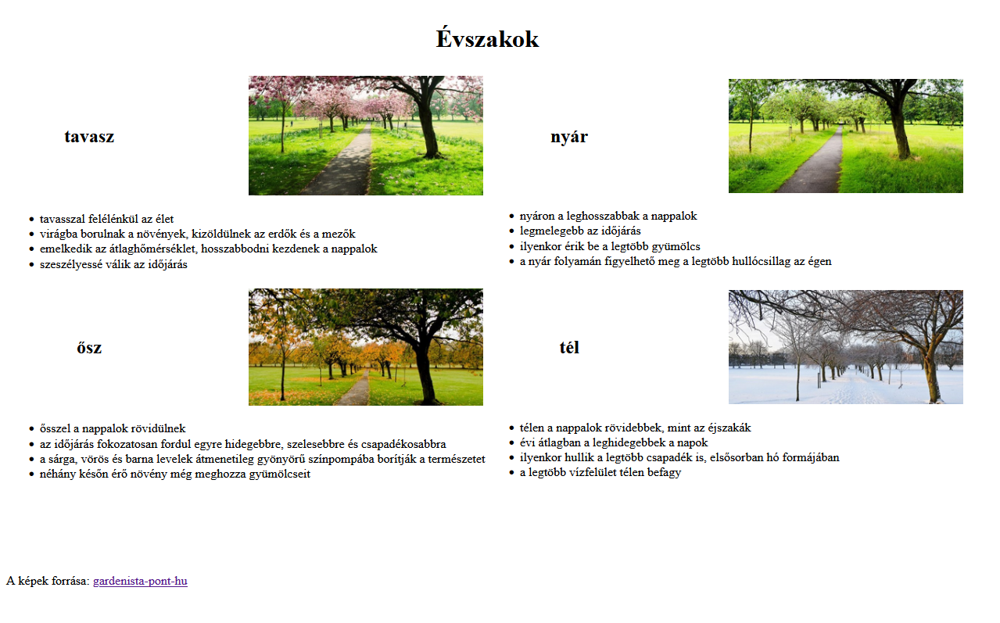 Évszakok
tavasz
tavasszal felélénkül az élet
virágba borulnak a növények, kizöldülnek az erdők és a mezők
emelkedik az átlaghőmérséklet, hosszabbodni kezdenek a nappalok
szeszélyessé válik az időjárás
nyár
nyáron a leghosszabbak a nappalok
legmelegebb az időjárás
ilyenkor érik be a legtöbb gyümölcs
a nyár folyamán figyelhető meg a legtöbb hullócsillag az égen
ősz
ősszel a nappalok rövidülnek
az időjárás fokozatosan fordul egyre hidegebbre, szelesebbre és csapadékosabbra
a sárga, vörös és barna levelek átmenetileg gyönyörű színpompába borítják a természetet
néhány későn érő növény még meghozza gyümölcseit
tél
télen a nappalok rövidebbek, mint az éjszakák
évi átlagban a leghidegebbek a napok
ilyenkor hullik a legtöbb csapadék is, elsősorban hó formájában
a legtöbb vízfelület télen befagy
A képek forrása: gardenista-pont-hu